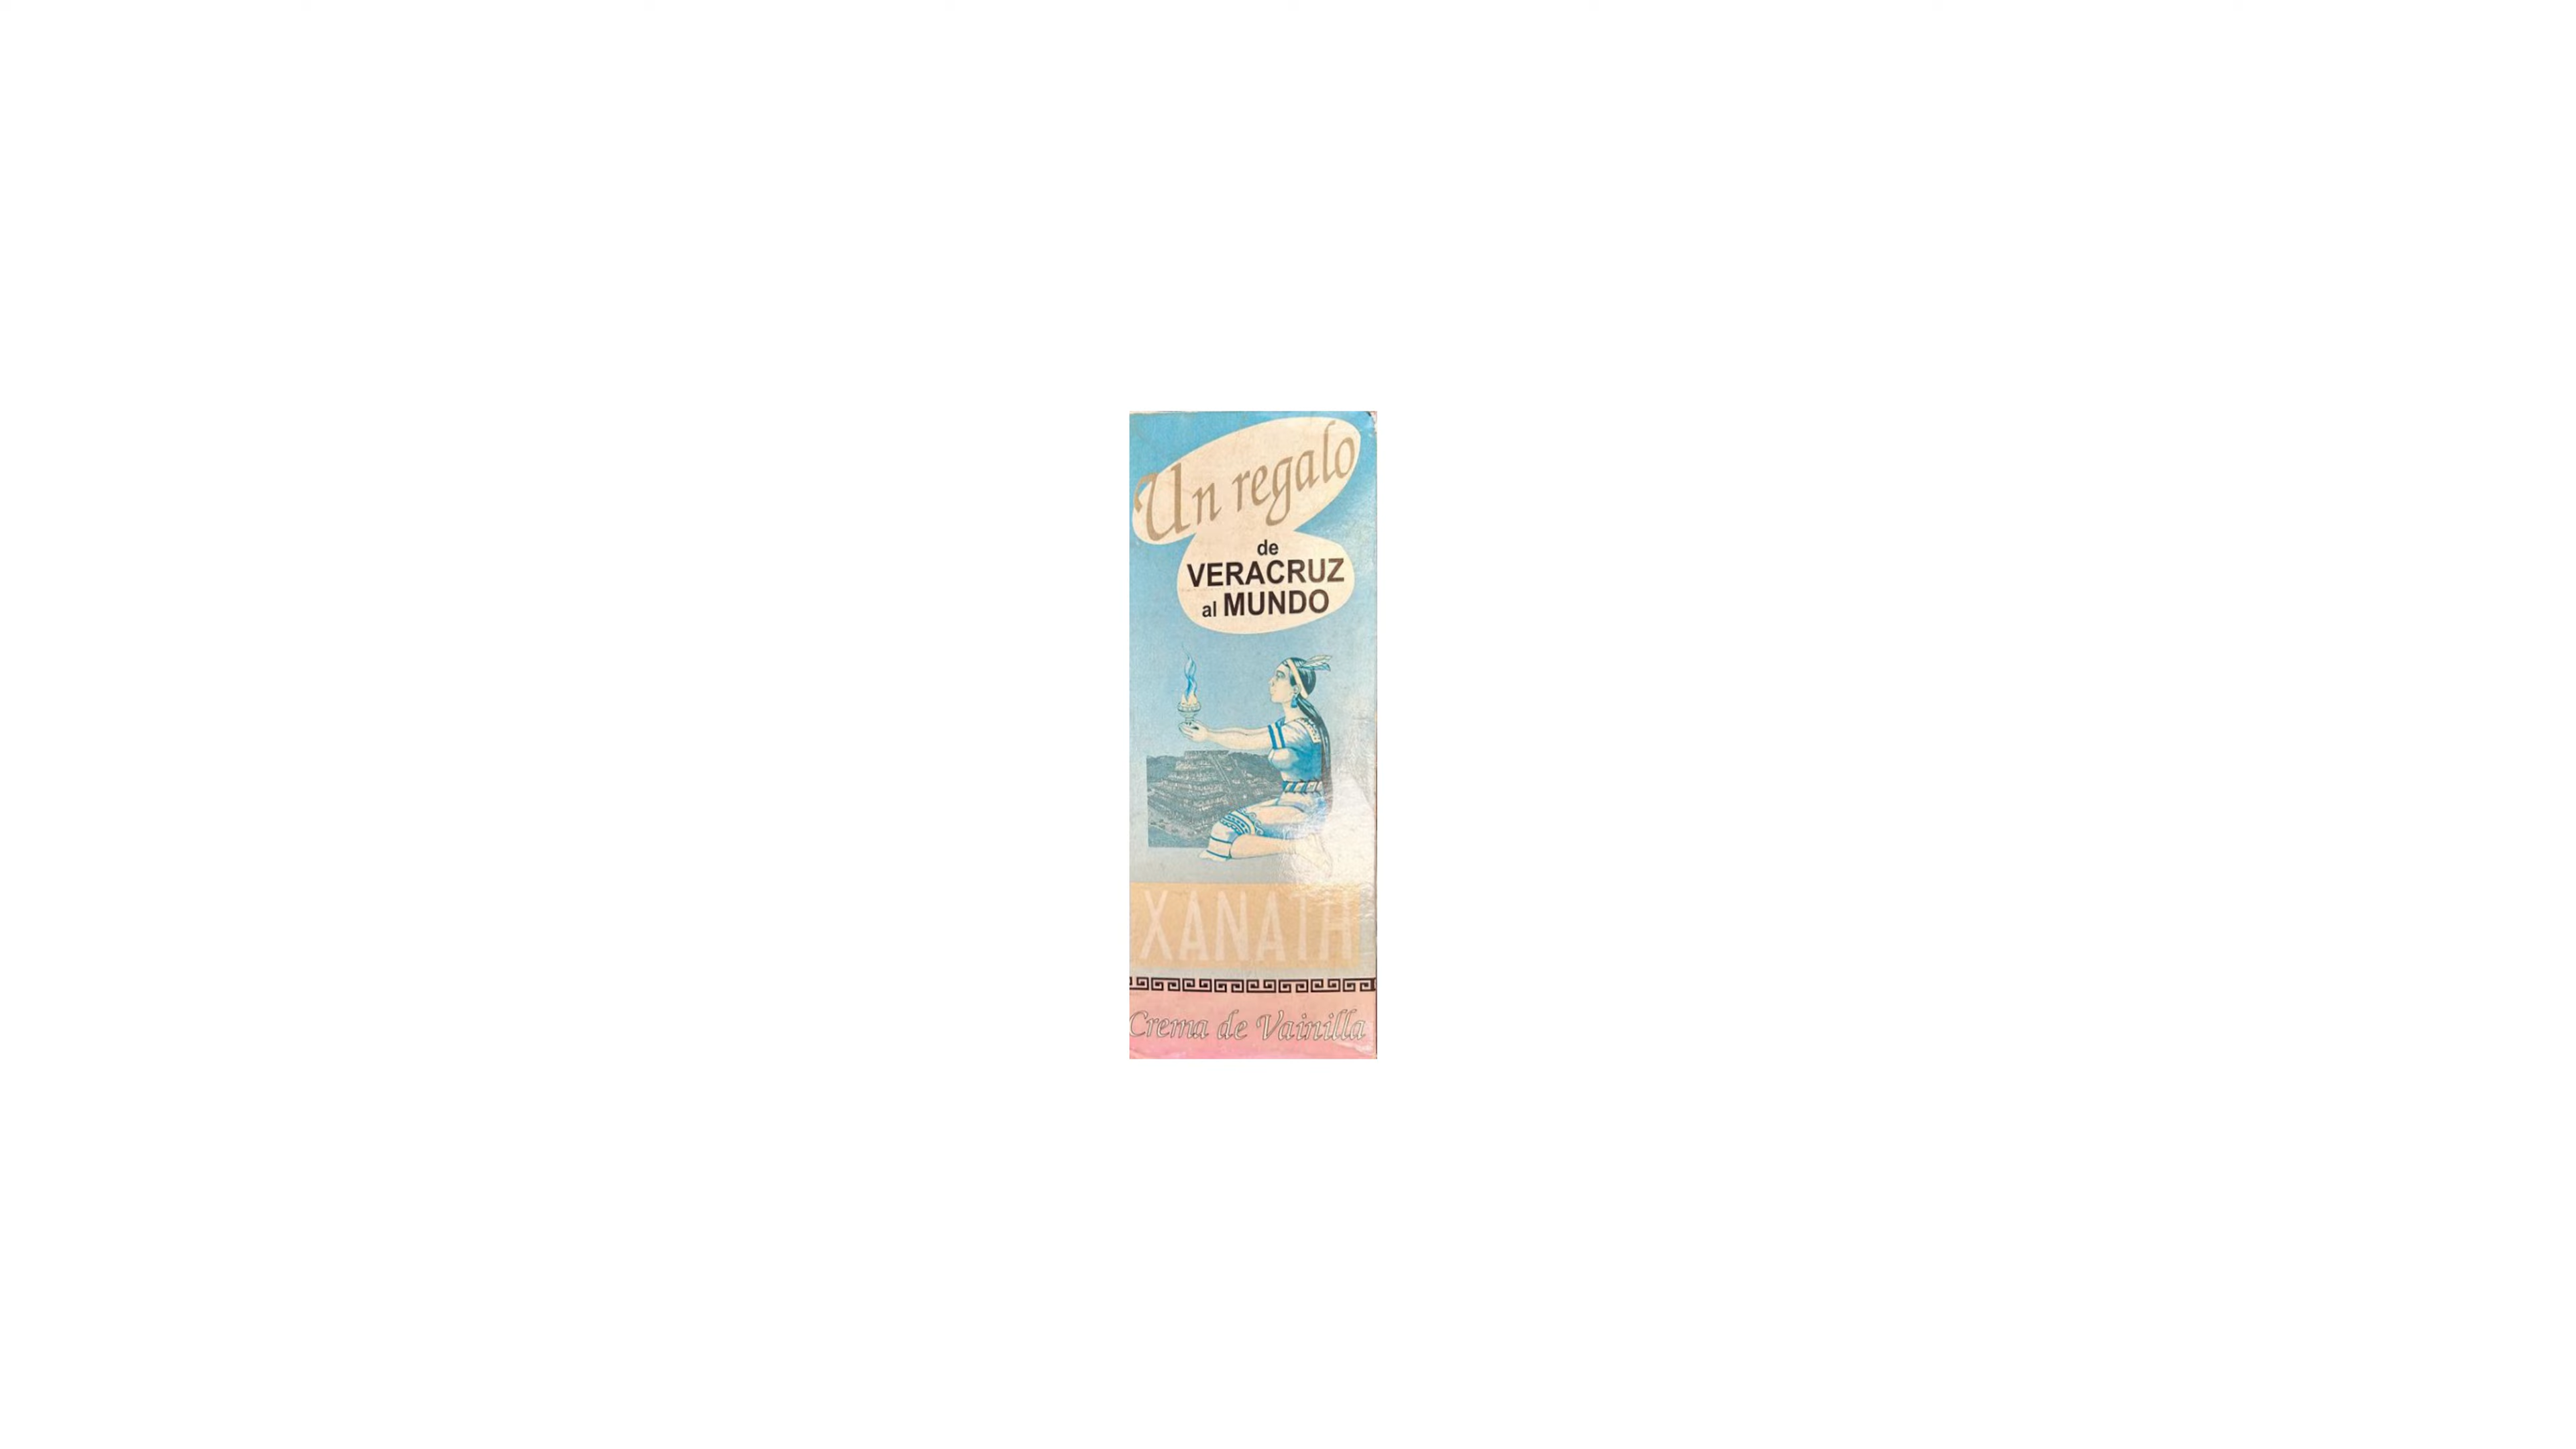 Un regalo
de
VERACRUZ
al MUNDO
XANATH
Crema de Vainilla